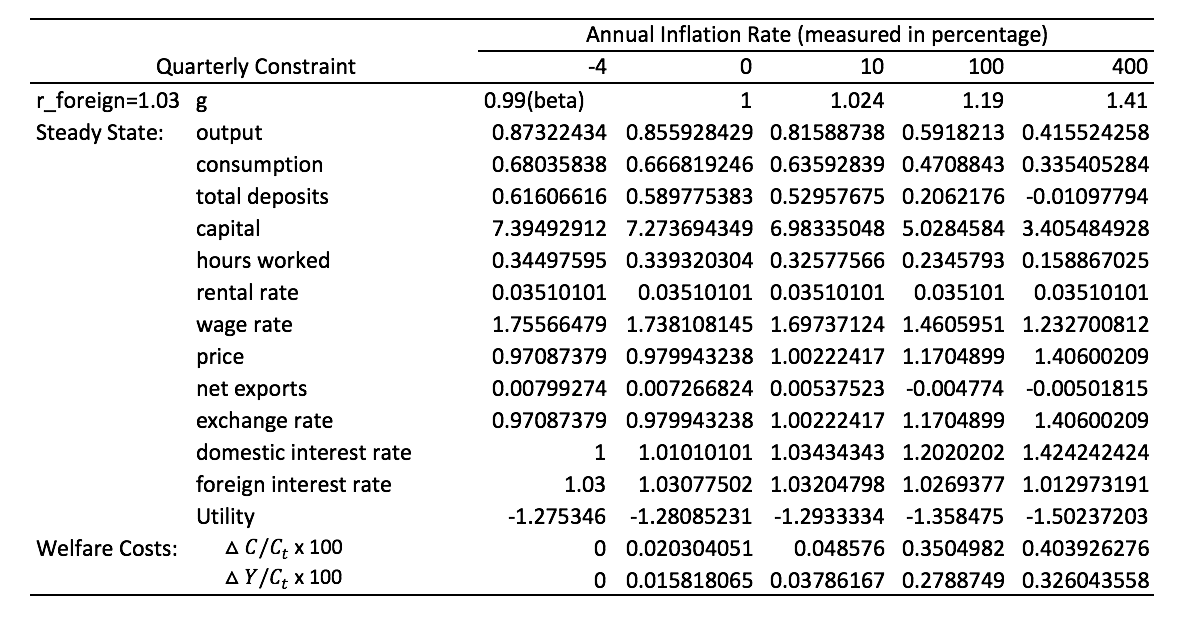 Annual Inflation Rate (measured in percentage)
Quarterly Constraint -4 0 10 100 400
r_foreign=1.03 g 0.99(beta) 1 1.024 1.19 1.41
Steady State: output 0.87322434 0.855928429 0.81588738 0.5918213 0.415524258
consumption 0.68035838 0.666819246 0.63592839 0.4708843 0.335405284
total deposits 0.61606616 0.589775383 0.52957675 0.2062176 -0.01097794
capital 7.39492912 7.273694349 6.98335048 5.0284584 3.405484928
hours worked 0.34497595 0.339320304 0.32577566 0.2345793 0.158867025
rental rate 0.03510101 0.03510101 0.03510101 0.035101 0.03510101
wage rate 1.75566479 1.738108145 1.69737124 1.4605951 1.232700812
price 0.97087379 0.979943238 1.00222417 1.1704899 1.40600209
net exports 0.00799274 0.007266824 0.00537523 -0.004774 -0.00501815
exchange rate 0.97087379 0.979943238 1.00222417 1.1704899 1.40600209
domestic interest rate 1 1.01010101 1.03434343 1.2020202 1.424242424
foreign interest rate 1.03 1.03077502 1.03204798 1.0269377 1.012973191
Utility -1.275346 -1.28085231 -1.2933334 -1.358475 -1.50237203
Welfare Costs: Δ C/Cₜ x 100 0 0.020304051 0.048576 0.3504982 0.403926276
Δ Y/Cₜ x 100 0 0.015818065 0.03786167 0.2788749 0.326043558